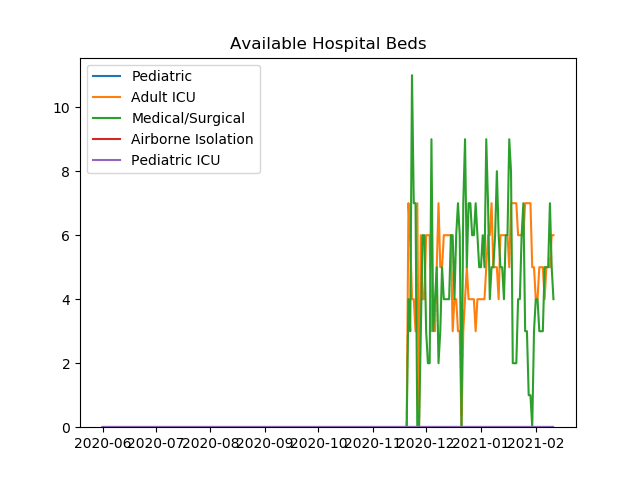 Available Hospital Beds
Pediatric
Adult ICU
Medical/Surgical
Airborne Isolation
Pediatric ICU
10
8
6
4
2
0
2020-06 2020-07 2020-08 2020-09 2020-10 2020-11 2020-12 2021-01 2021-02